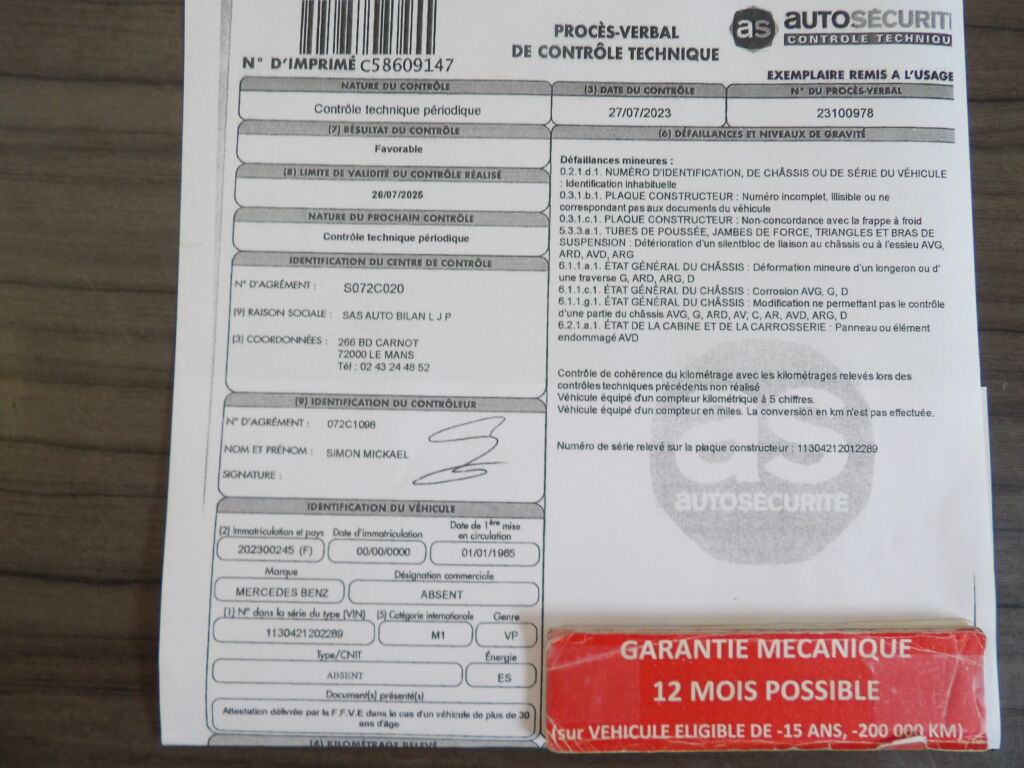 N° D'IMPRIMÉ C58609147
PROCÈS-VERBAL
DE CONTRÔLE TECHNIQUE
as AUTOSÉCURIT
CONTROLE TECHNIQU
EXEMPLAIRE REMIS A L'USAGE
NATURE DU CONTRÔLE
Contrôle technique périodique
(3) DATE DU CONTRÔLE
27/07/2023
N° DU PROCÈS-VERBAL
23100978
(7) RÉSULTAT DU CONTRÔLE
Favorable
(8) LIMITE DE VALIDITÉ DU CONTRÔLE RÉALISÉ
26/07/2025
NATURE DU PROCHAIN CONTRÔLE
Contrôle technique périodique
IDENTIFICATION DU CENTRE DE CONTRÔLE
N° D'AGRÉMENT : S072C020
(9) RAISON SOCIALE : SAS AUTO BILAN L J P
(3) COORDONNÉES : 266 BD CARNOT
72000 LE MANS
Tél : 02 43 24 48 52
(9) IDENTIFICATION DU CONTRÔLEUR
N° D'AGRÉMENT : 072C1098
NOM ET PRÉNOM : SIMON MICKAEL
SIGNATURE :
IDENTIFICATION DU VÉHICULE
(2) Immatriculation et pays
202300245 (F)
Date d'immatriculation
00/00/0000
Date de 1ère mise
en circulation
01/01/1965
Marque
MERCEDES BENZ
Désignation commerciale
ABSENT
(1) N° dans la série du type (VIN)
1130421202289
(5) Catégorie internationale
M1
Genre
VP
Type/CNIT
ABSENT
Énergie
ES
Document(s) présenté(s)
Attestation délivrée par la F.F.V.E dans le cas d'un véhicule de plus de 30
ans d'âge
(6) KILOMÉTRAGE RELEVÉ
(6) DÉFAILLANCES ET NIVEAUX DE GRAVITÉ
Défaillances mineures :
0.2.1.d.1. NUMÉRO D'IDENTIFICATION, DE CHÂSSIS OU DE SÉRIE DU VÉHICULE
: Identification inhabituelle
0.3.1.b.1. PLAQUE CONSTRUCTEUR : Numéro incomplet, illisible ou ne
correspondant pas aux documents du véhicule
0.3.1.c.1. PLAQUE CONSTRUCTEUR : Non-concordance avec la frappe à froid
5.3.3.a.1. TUBES DE POUSSÉE, JAMBES DE FORCE, TRIANGLES ET BRAS DE
SUSPENSION : Détérioration d'un silentbloc de liaison au châssis ou à l'essieu AVG,
ARD, AVD, ARG
6.1.1.a.1. ÉTAT GÉNÉRAL DU CHÂSSIS : Déformation mineure d'un longeron ou d'
une traverse G, ARD, ARG, D
6.1.1.c.1. ÉTAT GÉNÉRAL DU CHÂSSIS : Corrosion AVG, G, D
6.1.1.g.1. ÉTAT GÉNÉRAL DU CHÂSSIS : Modification ne permettant pas le contrôle
d'une partie du châssis AVG, G, ARD, AV, C, AR, AVD, ARG, D
6.2.1.a.1. ÉTAT DE LA CABINE ET DE LA CARROSSERIE : Panneau ou élément
endommagé AVD
Contrôle de cohérence du kilométrage avec les kilométrages relevés lors des
contrôles techniques précédents non réalisé
Véhicule équipé d'un compteur kilométrique à 5 chiffres.
Véhicule équipé d'un compteur en miles. La conversion en km n'est pas effectuée.
Numéro de série relevé sur la plaque constructeur : 11304212012289
as
AUTOSÉCURITÉ
GARANTIE MECANIQUE
12 MOIS POSSIBLE
(sur VEHICULE ELIGIBLE DE -15 ANS, -200 000 KM)